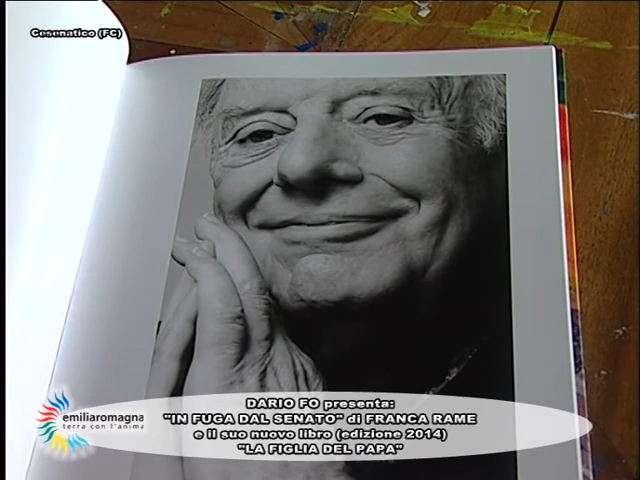 Cesenatico (FC)
DARIO FO presenta:
"IN FUGA DAL SENATO" di FRANCA RAME
e il suo nuovo libro (edizione 2014)
"LA FIGLIA DEL PAPA"
emiliaromagna
terra con l'anima